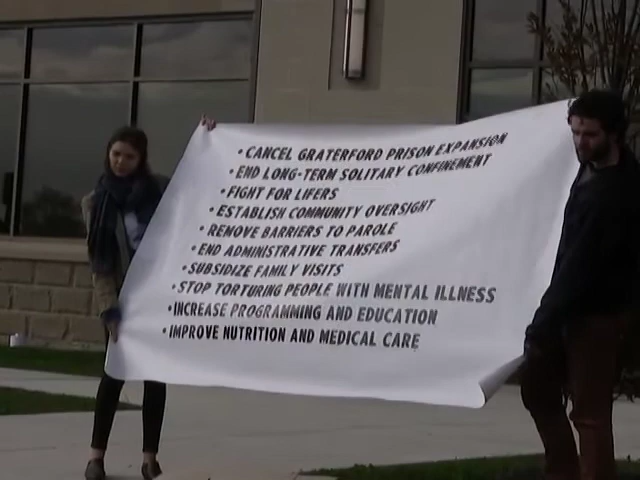 • CANCEL GRATERFORD PRISON EXPANSION
• END LONG-TERM SOLITARY CONFINEMENT
• FIGHT FOR LIFERS
• ESTABLISH COMMUNITY OVERSIGHT
• REMOVE BARRIERS TO PAROLE
• END ADMINISTRATIVE TRANSFERS
• SUBSIDIZE FAMILY VISITS
• STOP TORTURING PEOPLE WITH MENTAL ILLNESS
• INCREASE PROGRAMMING AND EDUCATION
• IMPROVE NUTRITION AND MEDICAL CARE